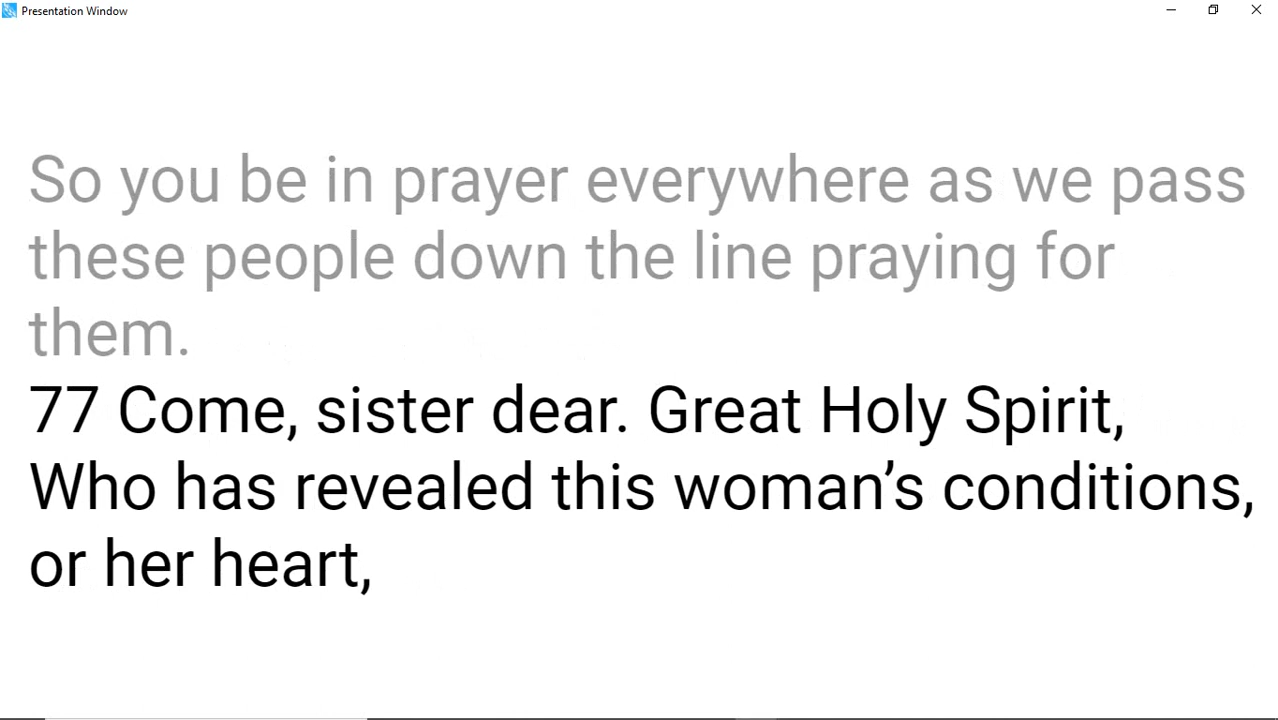 Presentation Window
So you be in prayer everywhere as we pass
these people down the line praying for
them.
77 Come, sister dear. Great Holy Spirit,
Who has revealed this woman’s conditions,
or her heart,